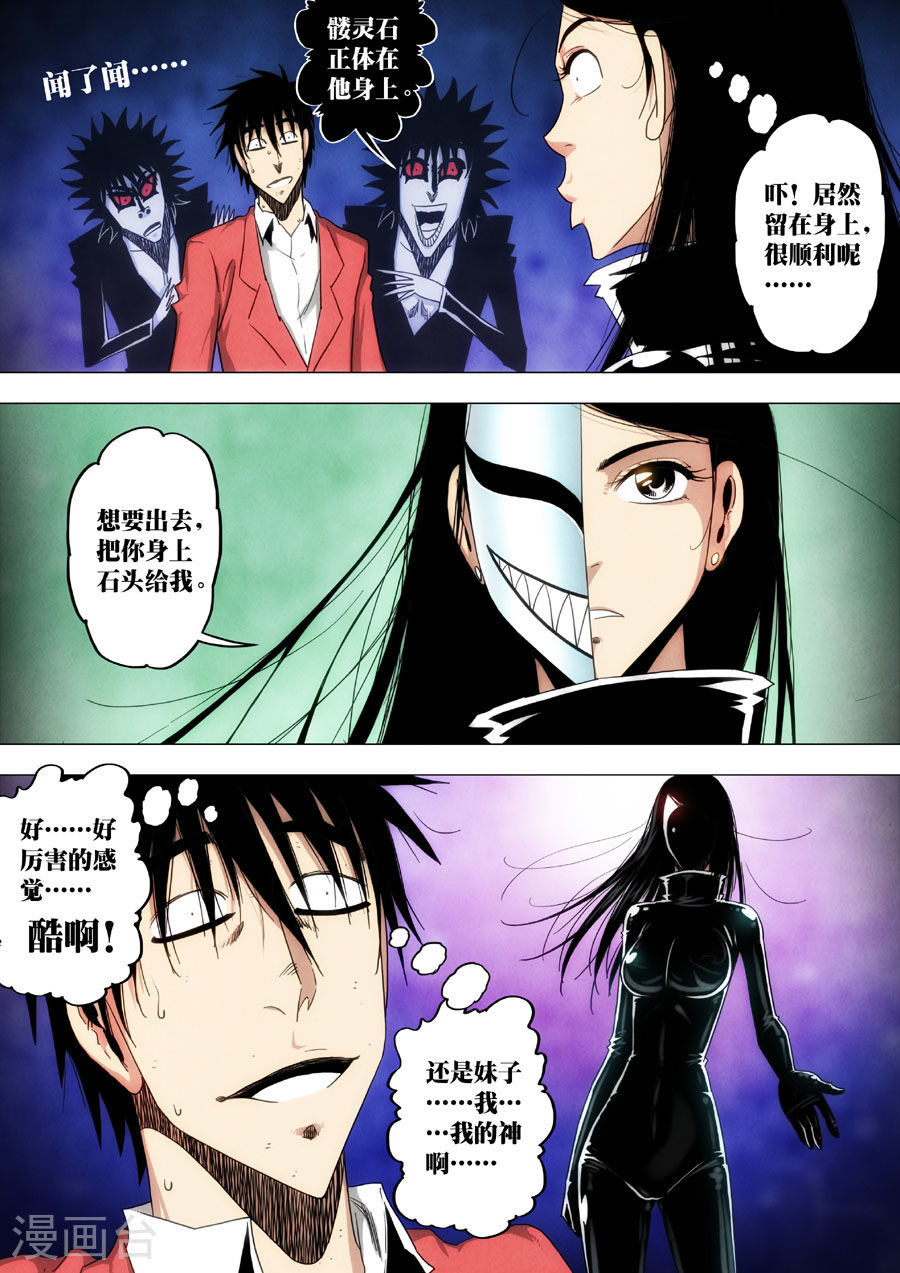 闻了闻……
髅灵石
正体在
他身上。
吓！居然
留在身上，
很顺利呢
……
想要出去，
把你身上
石头给我。
好……好
厉害的感
觉……
酷啊！
还是妹子
……我…
…我的神
啊……
漫画台